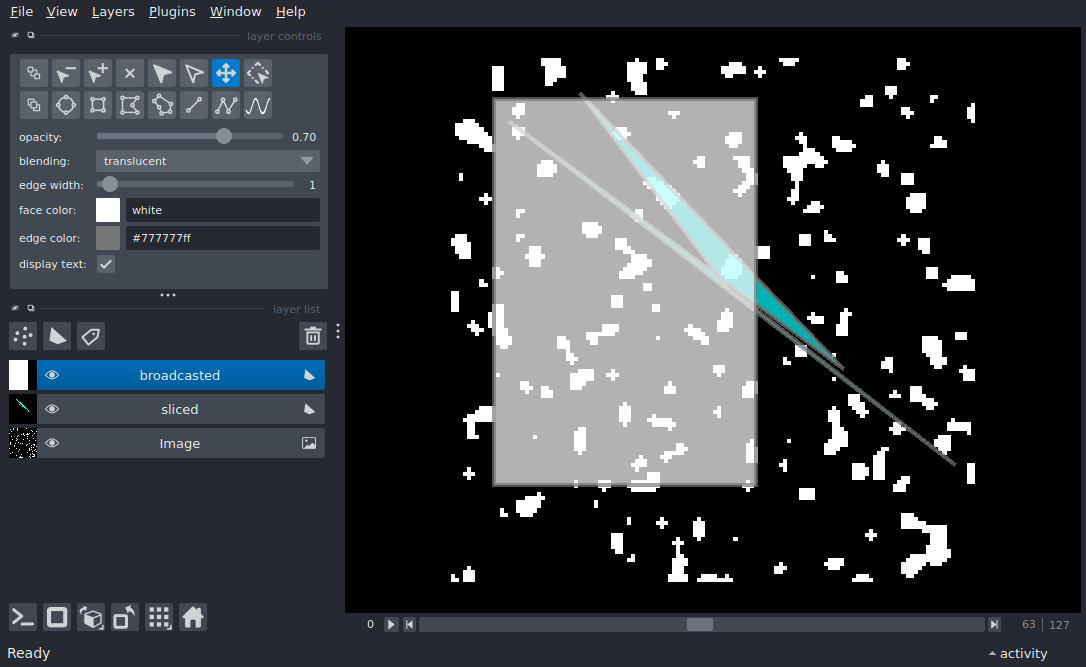 File View Layers Plugins Window Help
layer controls
opacity: 0.70
blending: translucent
edge width: 1
face color: white
edge color: #777777ff
display text:
layer list
broadcasted
sliced
Image
0 63 127
Ready activity